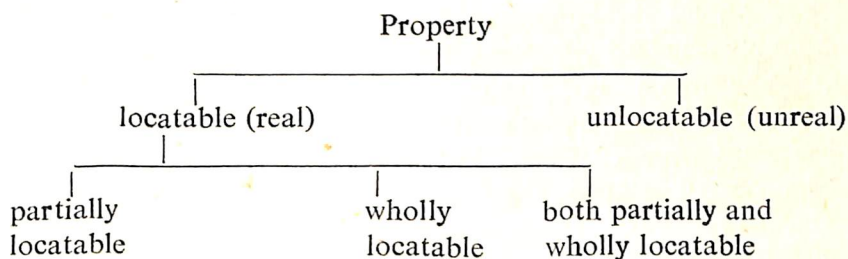 Property
locatable (real) unlocatable (unreal)
partially wholly both partially and
locatable locatable wholly locatable